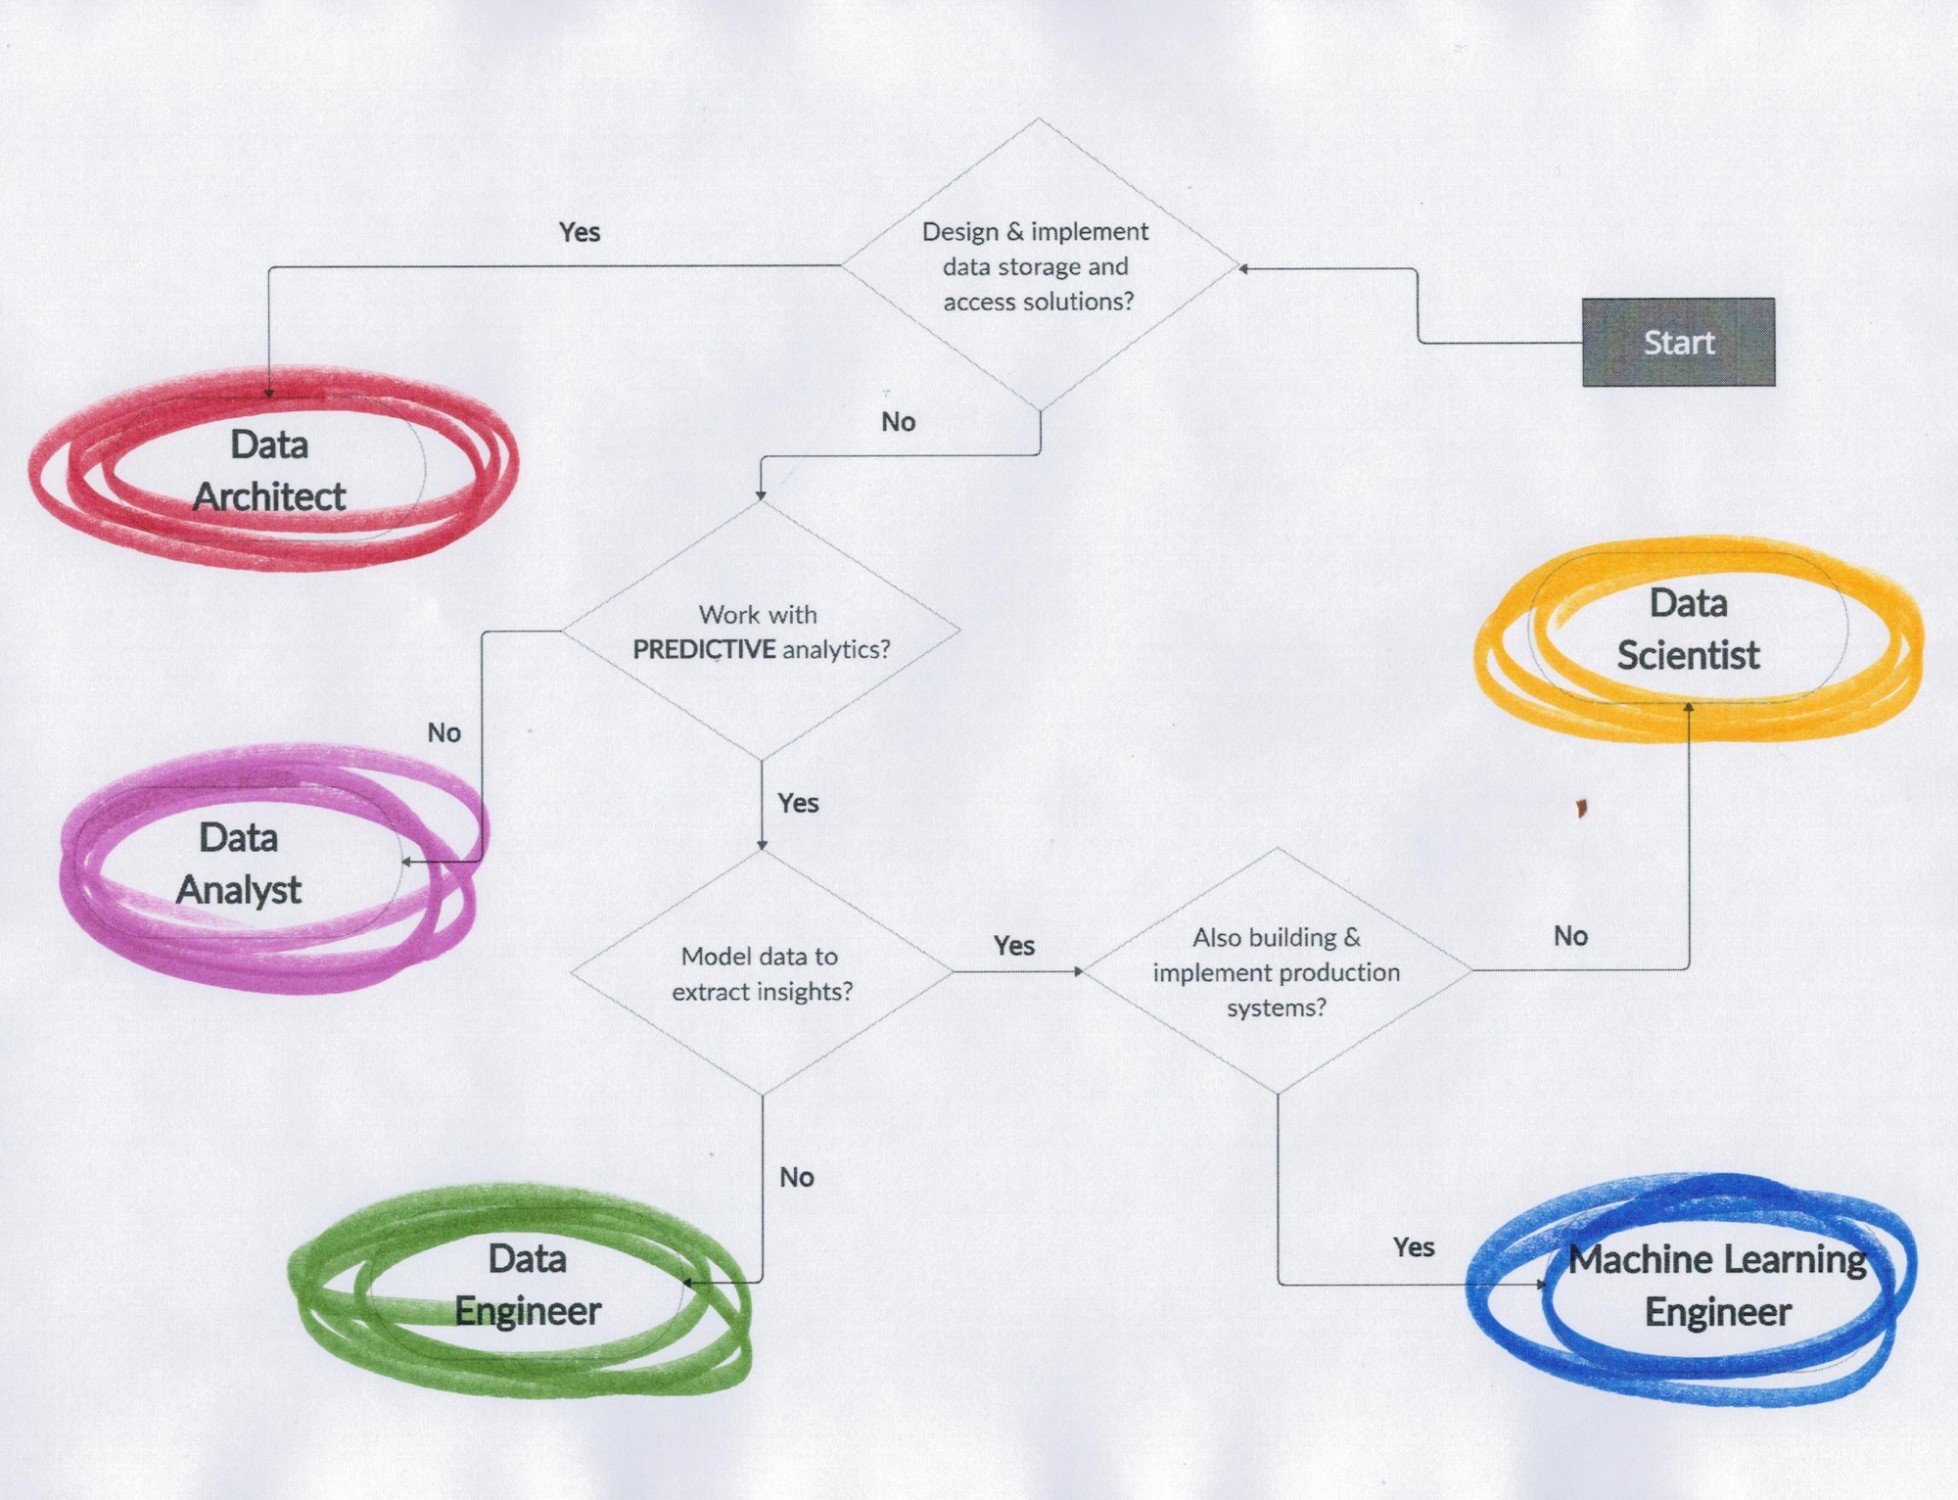 Start
Design & implement
data storage and
access solutions?
Yes
No
Data
Architect
Work with
PREDICTIVE analytics?
No
Yes
Data
Analyst
Model data to
extract insights?
Yes
No
Data
Engineer
Also building &
implement production
systems?
No
Yes
Data
Scientist
Machine Learning
Engineer